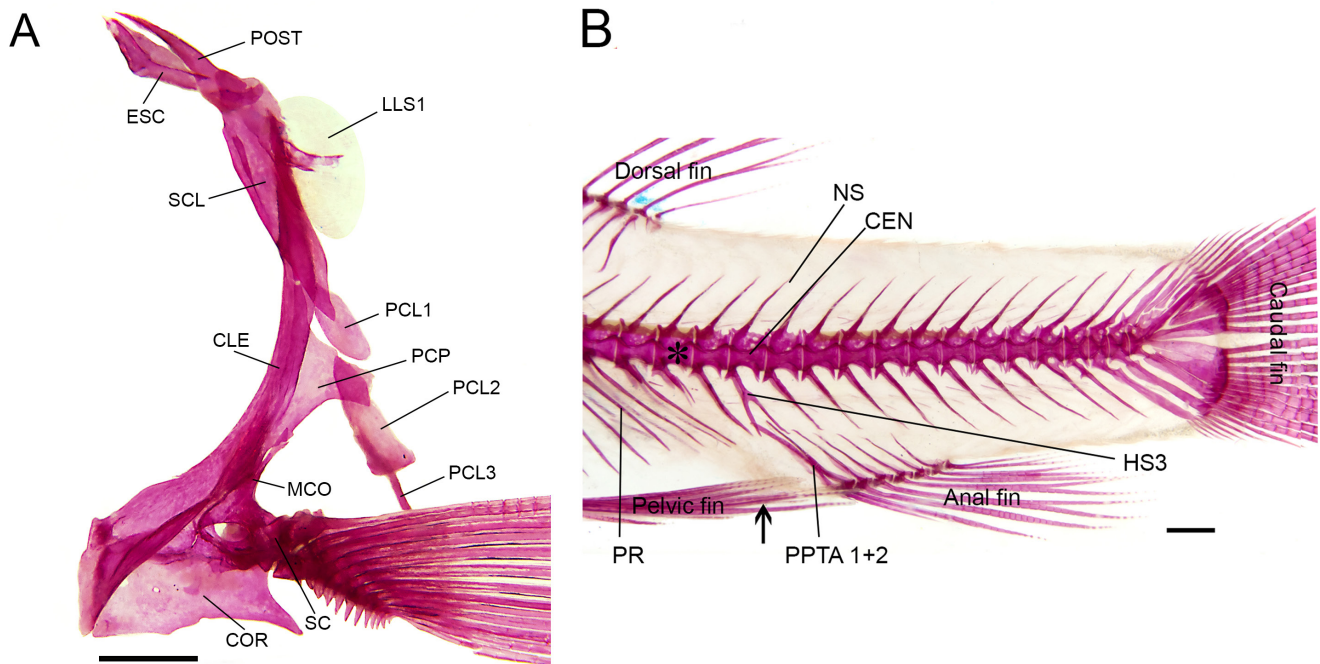 A
POST
ESC
LLS1
SCL
PCL1
CLE
PCP
PCL2
PCL3
MCO
SC
COR
B
Dorsal fin
NS
CEN
*
Caudal fin
HS3
Pelvic fin
Anal fin
PR
PPTA 1+2